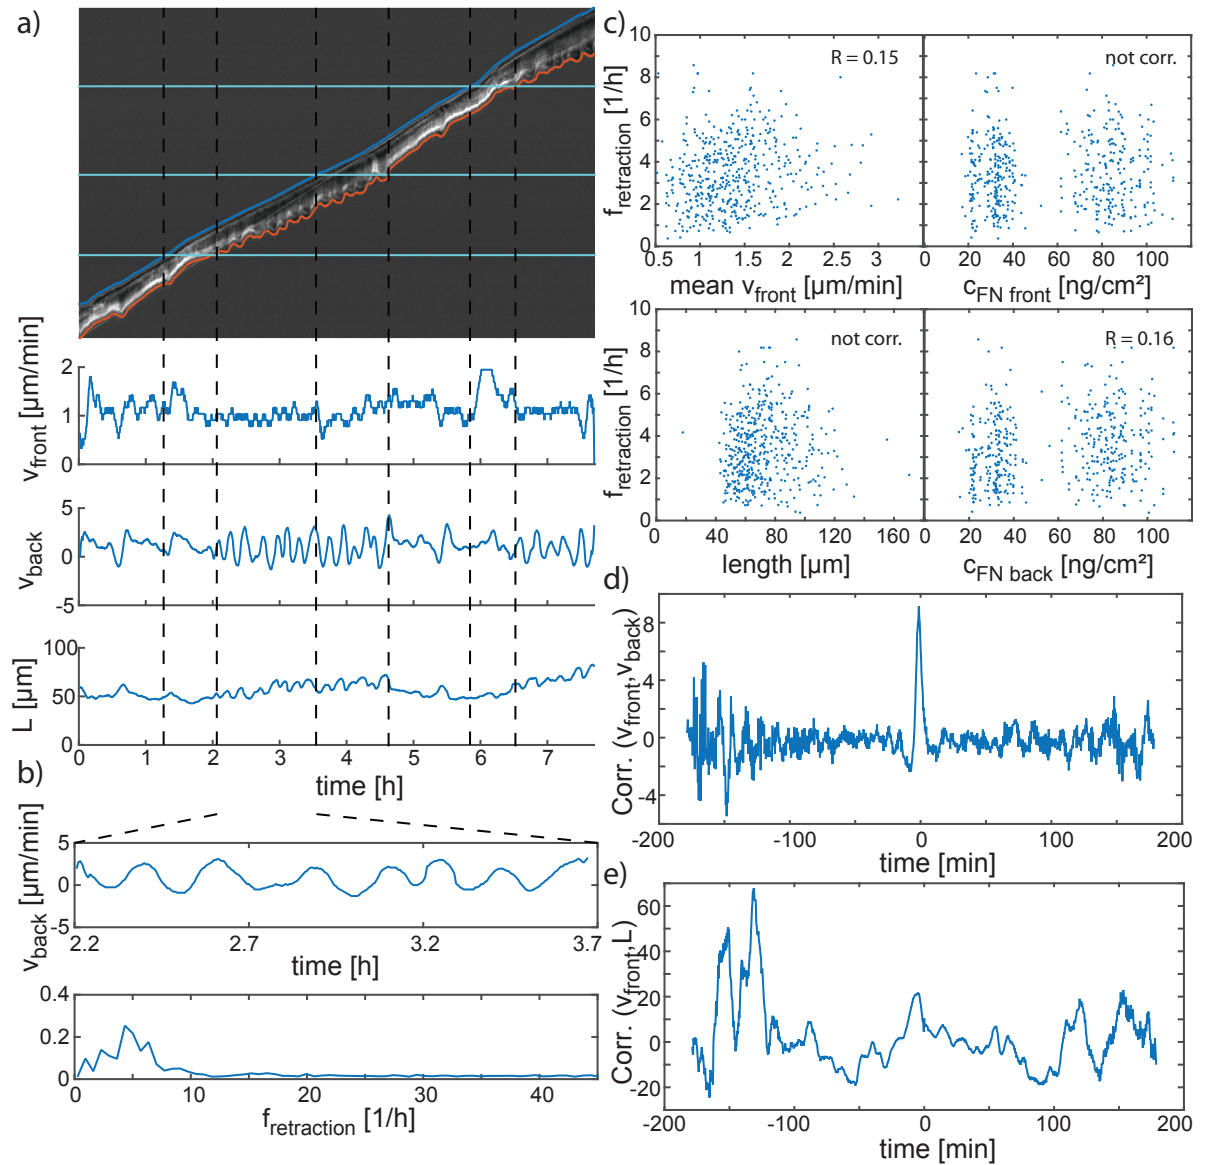 a)
v_front [µm/min]
2
1
0
v_back
5
0
-5
L [µm]
100
50
0
0 1 2 3 4 5 6 7
time [h]
b)
v_back [µm/min]
5
0
-5
2.2 2.7 3.2 3.7
time [h]
0.4
0.2
0
0 10 20 30 40
f_retraction [1/h]
c)
f_retraction [1/h]
10
8
6
4
2
0
R = 0.15
0.5 1 1.5 2 2.5 3
mean v_front [µm/min]
not corr.
0 20 40 60 80 100
c_FN front [ng/cm²]
f_retraction [1/h]
10
8
6
4
2
0
not corr.
0 40 80 120 160
length [µm]
R = 0.16
0 20 40 60 80 100
c_FN back [ng/cm²]
d)
Corr. (v_front,v_back)
8
4
0
-4
-200 -100 0 100 200
time [min]
e)
Corr. (v_front,L)
60
40
20
0
-20
-200 -100 0 100 200
time [min]